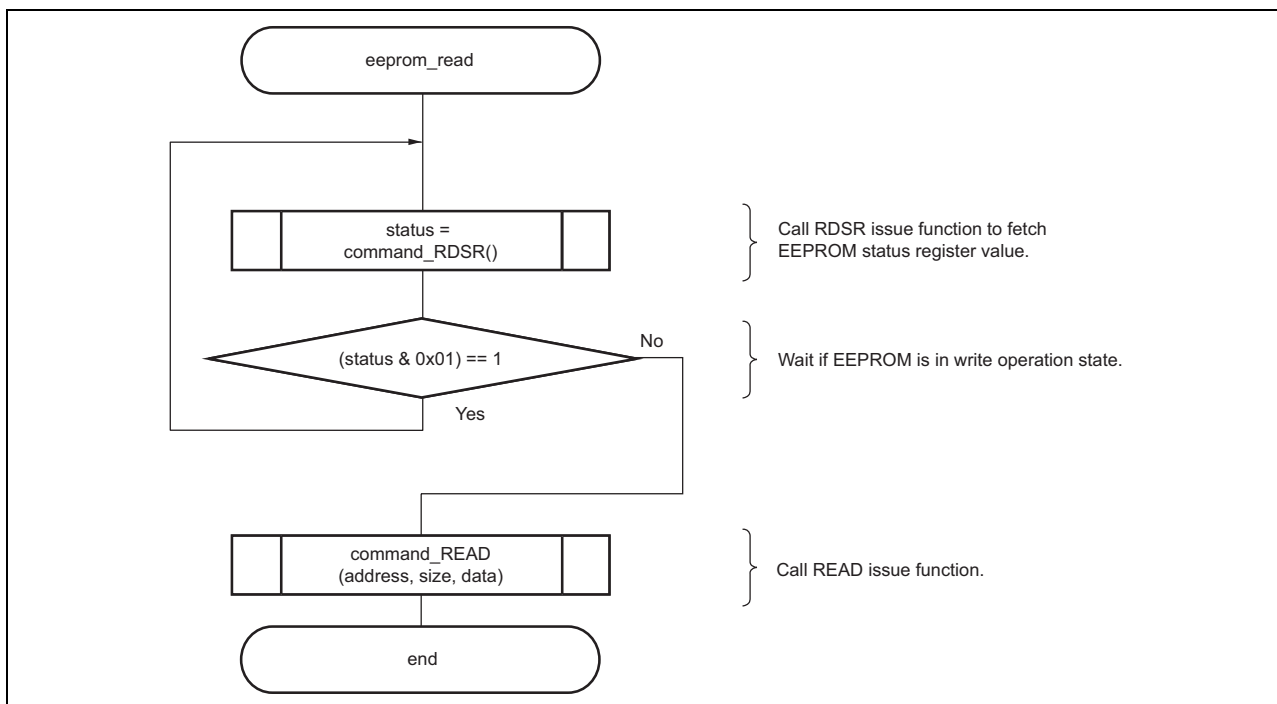 eeprom_read
status =
command_RDSR()
Call RDSR issue function to fetch
EEPROM status register value.
(status & 0x01) == 1
No
Wait if EEPROM is in write operation state.
Yes
command_READ
(address, size, data)
Call READ issue function.
end